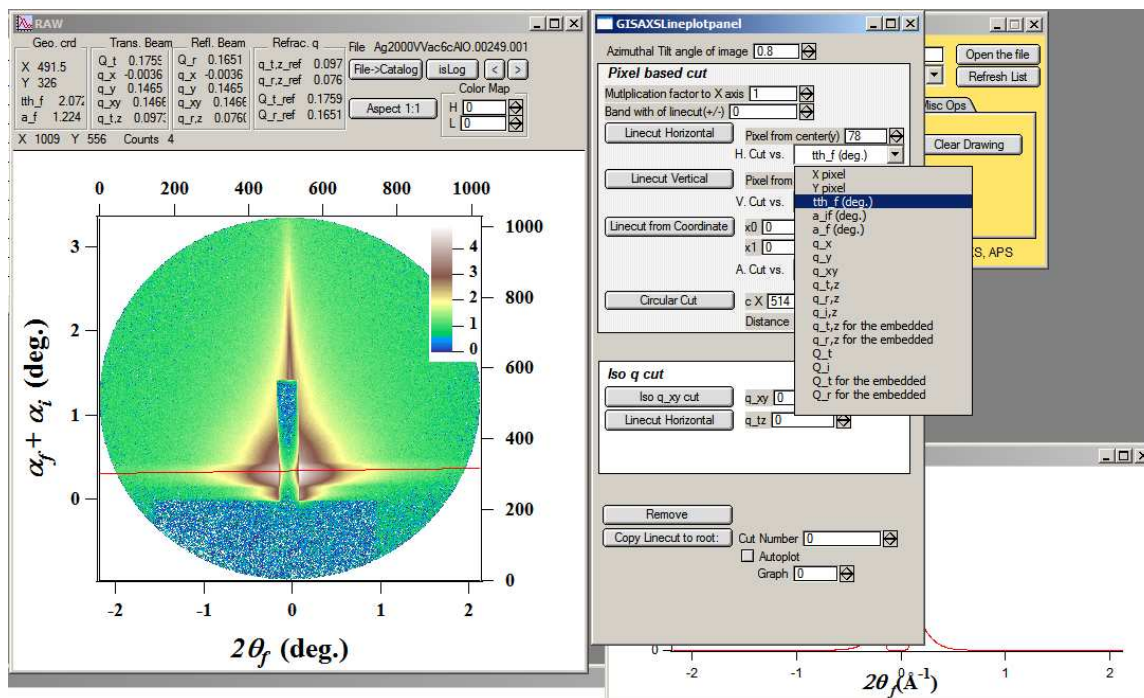 RAW
Geo. crd Trans. Beam Refl. Beam Refrac. q File Ag2000VVac6cAlO.00249.001
X 491.5 Q_t 0.1759 Q_r 0.1651 q_t,z_ref 0.097
Y 326 q_x -0.0036 q_x -0.0036 q_r,z_ref 0.076
tth_f 2.072 q_y 0.1465 q_y 0.1465 Q_t_ref 0.1759
a_f 1.224 q_xy 0.1466 q_xy 0.1466 Q_r_ref 0.1651
q_t,z 0.0973 q_r,z 0.0760
File->Catalog isLog < >
Aspect 1:1
Color Map
H 0
L 0
X 1009 Y 556 Counts 4
0 200 400 600 800 1020
3
2
1
0
αf + αi (deg.)
1000
800
600
400
200
0
4
3
2
1
0
-2 -1 0 1 2
2θf (deg.)
GISAXSLineplotpanel
Azimuthal Tilt angle of image 0.8
Pixel based cut
Mutlplication factor to X axis 1
Band with of linecut(+/-) 0
Linecut Horizontal Pixel from center(y) 78
H. Cut vs. tth_f (deg.)
Linecut Vertical Pixel from
V. Cut vs.
Linecut from Coordinate x0 0
x1 0
A. Cut vs.
Circular Cut c X 514
Distance
X pixel
Y pixel
tth_f (deg.)
a_if (deg.)
a_f (deg.)
q_x
q_y
q_xy
q_t,z
q_r,z
q_i,z
q_t,z for the embedded
q_r,z for the embedded
Q_t
Q_i
Q_t for the embedded
Q_r for the embedded
Iso q cut
Iso q_xy cut q_xy 0
Linecut Horizontal q_tz 0
Remove
Copy Linecut to root: Cut Number 0
Autoplot
Graph 0
Open the file
Refresh List
Misc Ops
Clear Drawing
S, APS
0
-2 -1 0 1 2
2θf(Å-1)